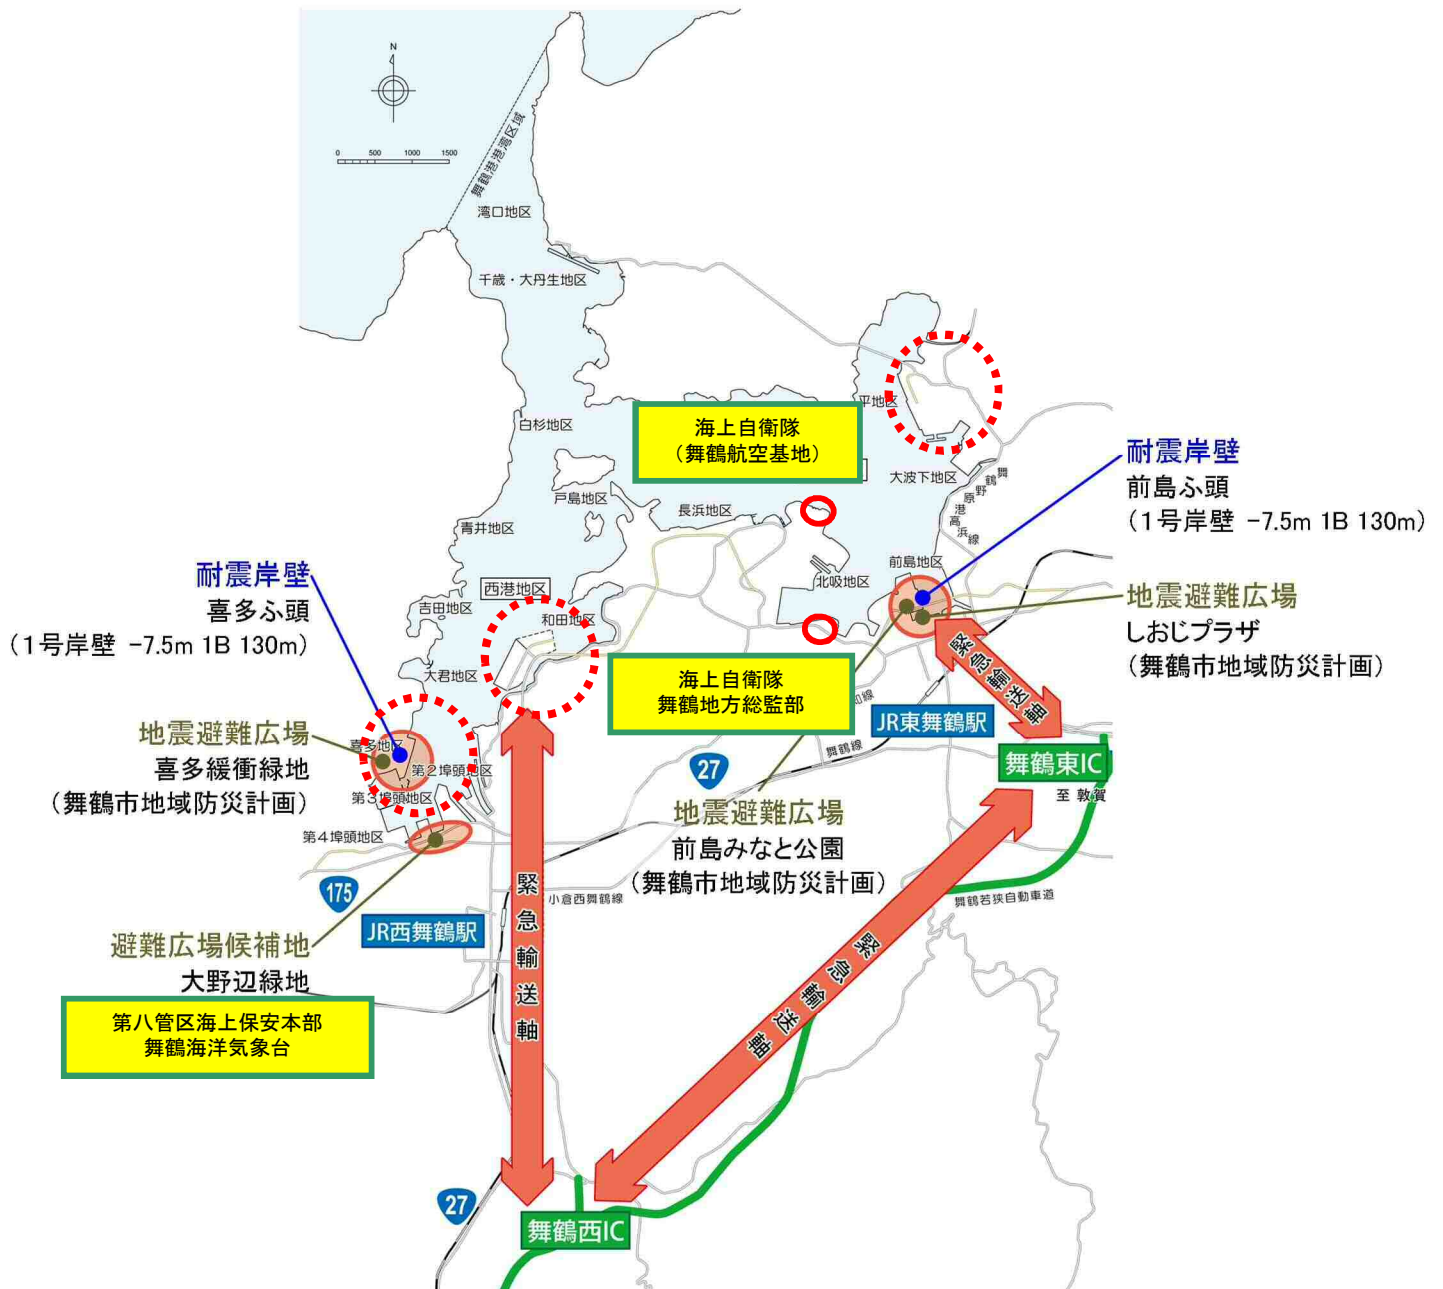 N
0 500 1000 1500
舞鶴港港湾区域
湾口地区
千歳・大丹生地区
平地区
白杉地区
海上自衛隊
（舞鶴航空基地）
大波下地区
舞鶴野原港高浜線
耐震岸壁
前島ふ頭
（1号岸壁 -7.5m 1B 130m）
戸島地区
長浜地区
青井地区
前島地区
北吸地区
西港地区
耐震岸壁
喜多ふ頭
（1号岸壁 -7.5m 1B 130m）
吉田地区
和田地区
地震避難広場
しおじプラザ
（舞鶴市地域防災計画）
大君地区
海上自衛隊
舞鶴地方総監部
緊急輸送軸
和線
JR東舞鶴駅
舞鶴線
地震避難広場
喜多緩衝緑地
（舞鶴市地域防災計画）
喜多地区
第2埠頭地区
第3埠頭地区
第4埠頭地区
27
舞鶴東IC
至 敦賀
地震避難広場
前島みなと公園
（舞鶴市地域防災計画）
175
小倉西舞鶴線
舞鶴若狭自動車道
JR西舞鶴駅
緊急輸送軸
緊急輸送軸
避難広場候補地
大野辺緑地
第八管区海上保安本部
舞鶴海洋気象台
27
舞鶴西IC